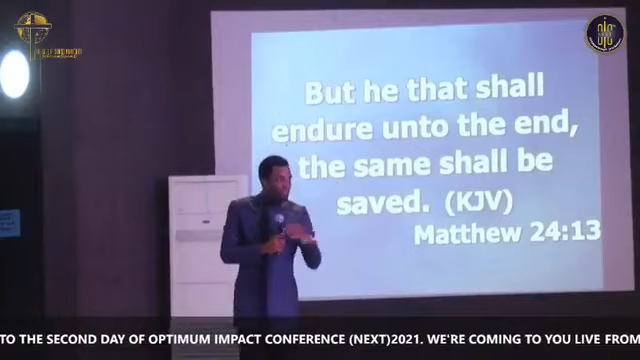 But he that shall
endure unto the end,
the same shall be
saved. (KJV)
Matthew 24:13
TO THE SECOND DAY OF OPTIMUM IMPACT CONFERENCE (NEXT)2021. WE'RE COMING TO YOU LIVE FROM